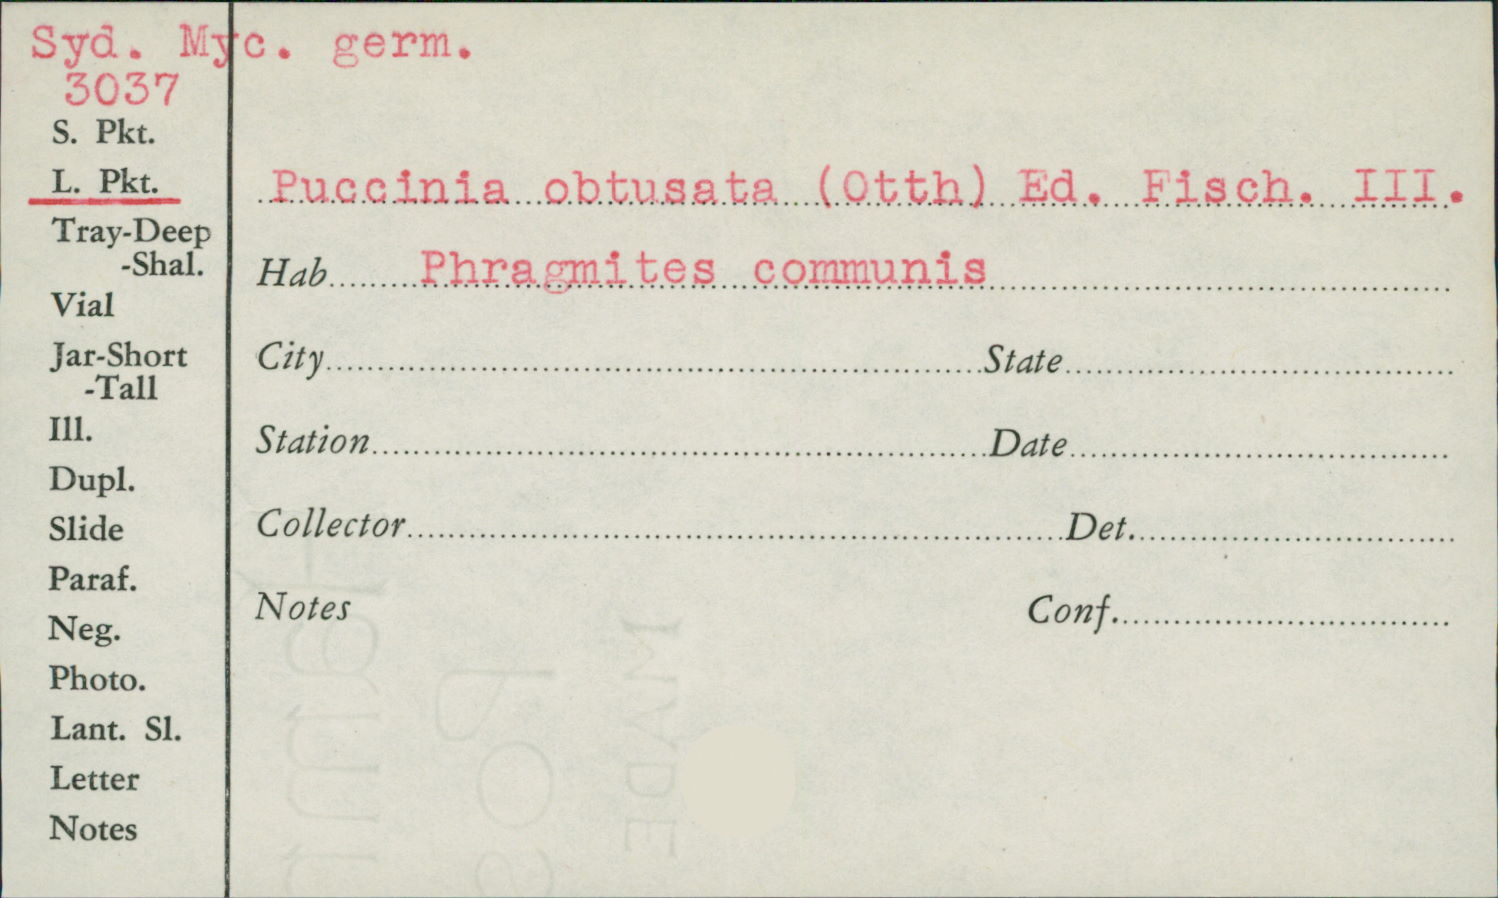 Syd. Myc. germ.
3037
S. Pkt.
L. Pkt.
Tray-Deep
-Shal.
Vial
Jar-Short
-Tall
Ill.
Dupl.
Slide
Paraf.
Neg.
Photo.
Lant. Sl.
Letter
Notes
Puccinia obtusata (Otth) Ed. Fisch. III.
Hab. Phragmites communis
City State
Station Date
Collector Det.
Notes Conf.
MADE